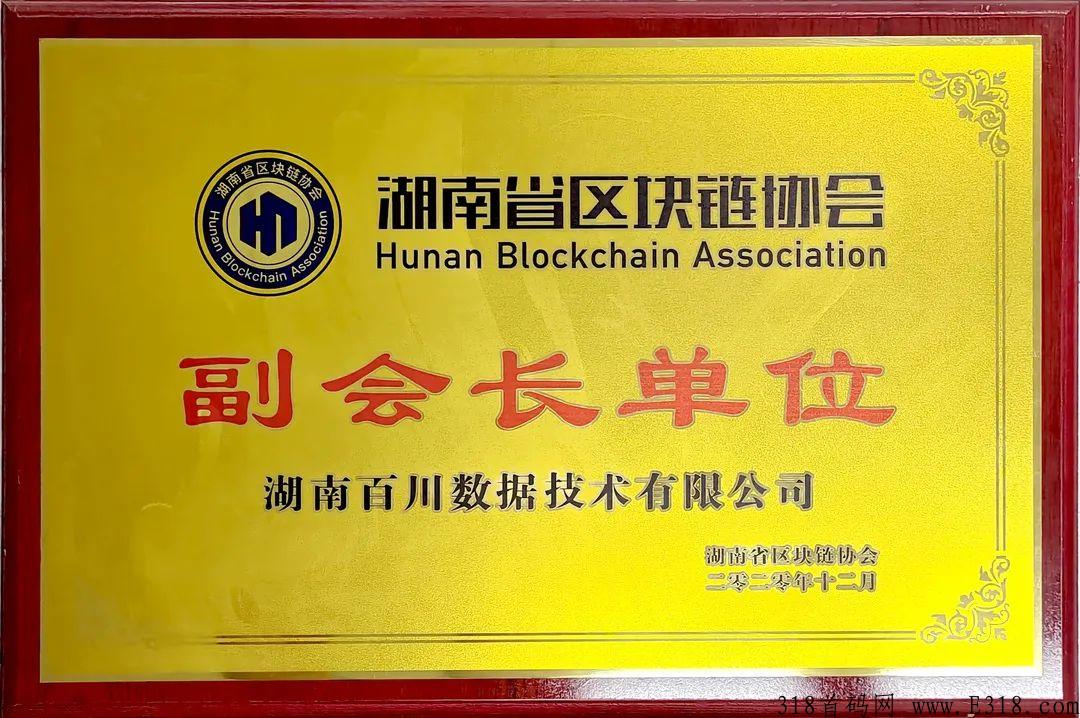 湖南省区块链协会
Hunan Blockchain Association
湖南省区块链协会
Hunan Blockchain Association
副会长单位
湖南百川数据技术有限公司
湖南省区块链协会
二零二零年十二月
318首码网 www.E318.com